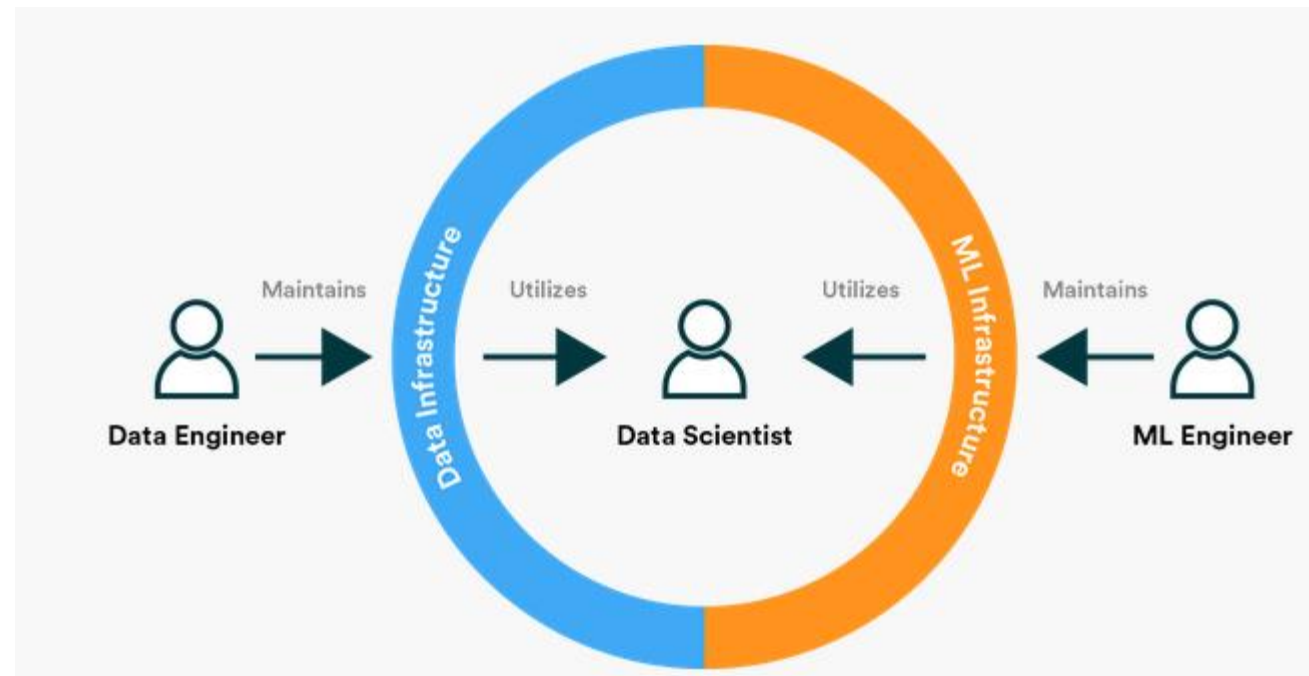 Maintains
Utilizes
Utilizes
Maintains
Data Infrastructure
ML Infrastructure
Data Engineer
Data Scientist
ML Engineer